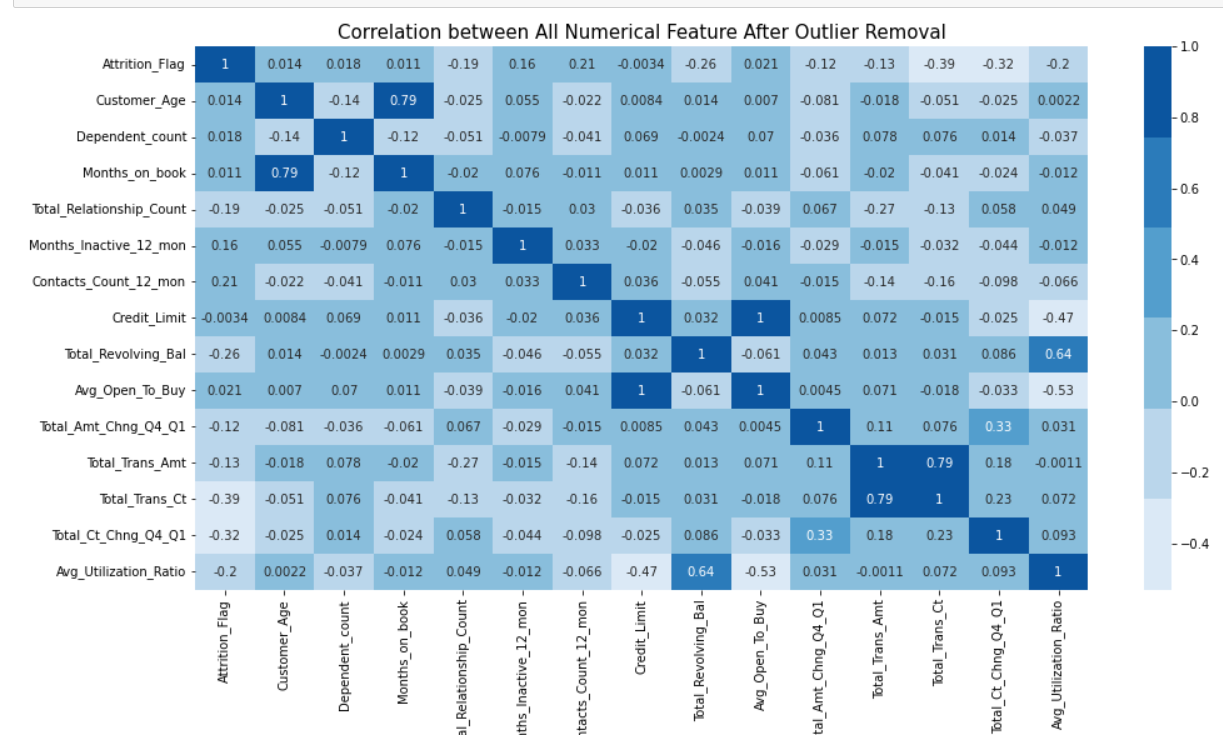 Correlation between All Numerical Feature After Outlier Removal
Attrition_Flag 1 0.014 0.018 0.011 -0.19 0.16 0.21 -0.0034 -0.26 0.021 -0.12 -0.13 -0.39 -0.32 -0.2
Customer_Age 0.014 1 -0.14 0.79 -0.025 0.055 -0.022 0.0084 0.014 0.007 -0.081 -0.018 -0.051 -0.025 0.0022
Dependent_count 0.018 -0.14 1 -0.12 -0.051 -0.0079 -0.041 0.069 -0.0024 0.07 -0.036 0.078 0.076 0.014 -0.037
Months_on_book 0.011 0.79 -0.12 1 -0.02 0.076 -0.011 0.011 0.0029 0.011 -0.061 -0.02 -0.041 -0.024 -0.012
Total_Relationship_Count -0.19 -0.025 -0.051 -0.02 1 -0.015 0.03 -0.036 0.035 -0.039 0.067 -0.27 -0.13 0.058 0.049
Months_Inactive_12_mon 0.16 0.055 -0.0079 0.076 -0.015 1 0.033 -0.02 -0.046 -0.016 -0.029 -0.015 -0.032 -0.044 -0.012
Contacts_Count_12_mon 0.21 -0.022 -0.041 -0.011 0.03 0.033 1 0.036 -0.055 0.041 -0.015 -0.14 -0.16 -0.098 -0.066
Credit_Limit -0.0034 0.0084 0.069 0.011 -0.036 -0.02 0.036 1 0.032 1 0.0085 0.072 -0.015 -0.025 -0.47
Total_Revolving_Bal -0.26 0.014 -0.0024 0.0029 0.035 -0.046 -0.055 0.032 1 -0.061 0.043 0.013 0.031 0.086 0.64
Avg_Open_To_Buy 0.021 0.007 0.07 0.011 -0.039 -0.016 0.041 1 -0.061 1 0.0045 0.071 -0.018 -0.033 -0.53
Total_Amt_Chng_Q4_Q1 -0.12 -0.081 -0.036 -0.061 0.067 -0.029 -0.015 0.0085 0.043 0.0045 1 0.11 0.076 0.33 0.031
Total_Trans_Amt -0.13 -0.018 0.078 -0.02 -0.27 -0.015 -0.14 0.072 0.013 0.071 0.11 1 0.79 0.18 -0.0011
Total_Trans_Ct -0.39 -0.051 0.076 -0.041 -0.13 -0.032 -0.16 -0.015 0.031 -0.018 0.076 0.79 1 0.23 0.072
Total_Ct_Chng_Q4_Q1 -0.32 -0.025 0.014 -0.024 0.058 -0.044 -0.098 -0.025 0.086 -0.033 0.33 0.18 0.23 1 0.093
Avg_Utilization_Ratio -0.2 0.0022 -0.037 -0.012 0.049 -0.012 -0.066 -0.47 0.64 -0.53 0.031 -0.0011 0.072 0.093 1
Attrition_Flag
Customer_Age
Dependent_count
Months_on_book
al_Relationship_Count
ths_Inactive_12_mon
ntacts_Count_12_mon
Credit_Limit
Total_Revolving_Bal
Avg_Open_To_Buy
tal_Amt_Chng_Q4_Q1
Total_Trans_Amt
Total_Trans_Ct
Total_Ct_Chng_Q4_Q1
Avg_Utilization_Ratio
1.0
0.8
0.6
0.4
0.2
0.0
−0.2
−0.4